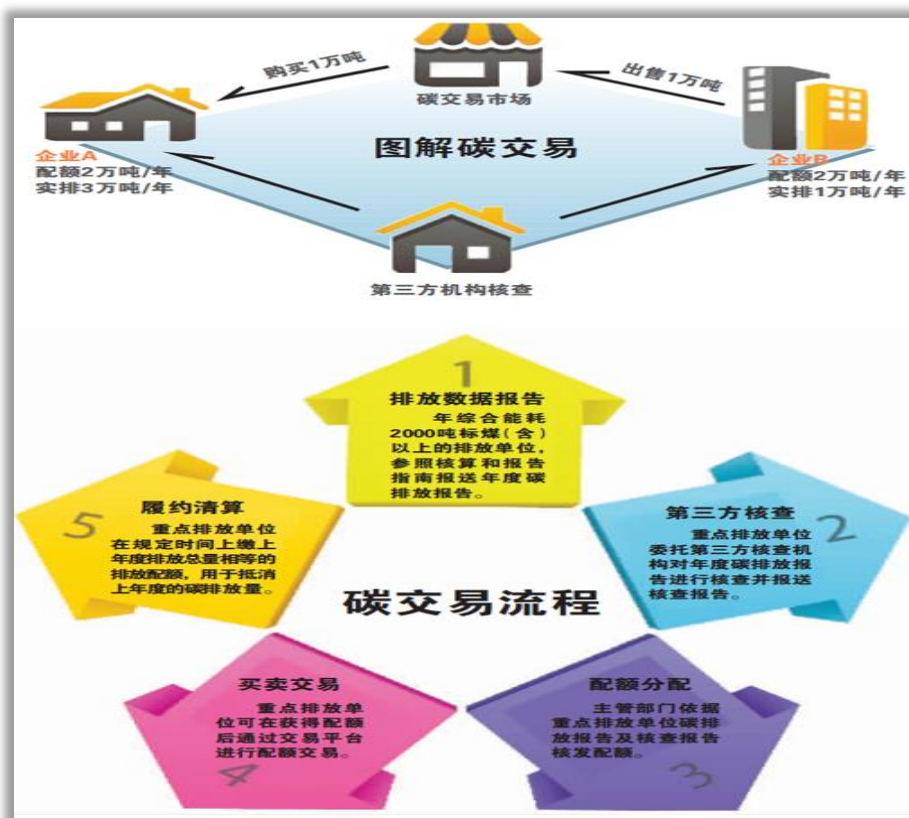 购买1万吨
出售1万吨
碳交易市场
图解碳交易
企业A
配额2万吨/年
实排3万吨/年
企业B
配额2万吨/年
实排1万吨/年
第三方机构核查
1
排放数据报告
年综合能耗
2000吨标煤(含)
以上的排放单位,
参照核算和报告
指南报送年度碳
排放报告。
2
第三方核查
重点排放单位
委托第三方核查机
构对年度碳排放报
告进行核查并报送
核查报告。
5
履约清算
重点排放单位
在规定时间上缴上
年度排放总量相等的
排放配额,用于抵消
上年度的碳排放量。
碳交易流程
买卖交易
重点排放单
位可在获得配额
后通过交易平台
进行配额交易。
4
配额分配
主管部门依据
重点排放单位碳排
放报告及核查报告
核发配额。
3